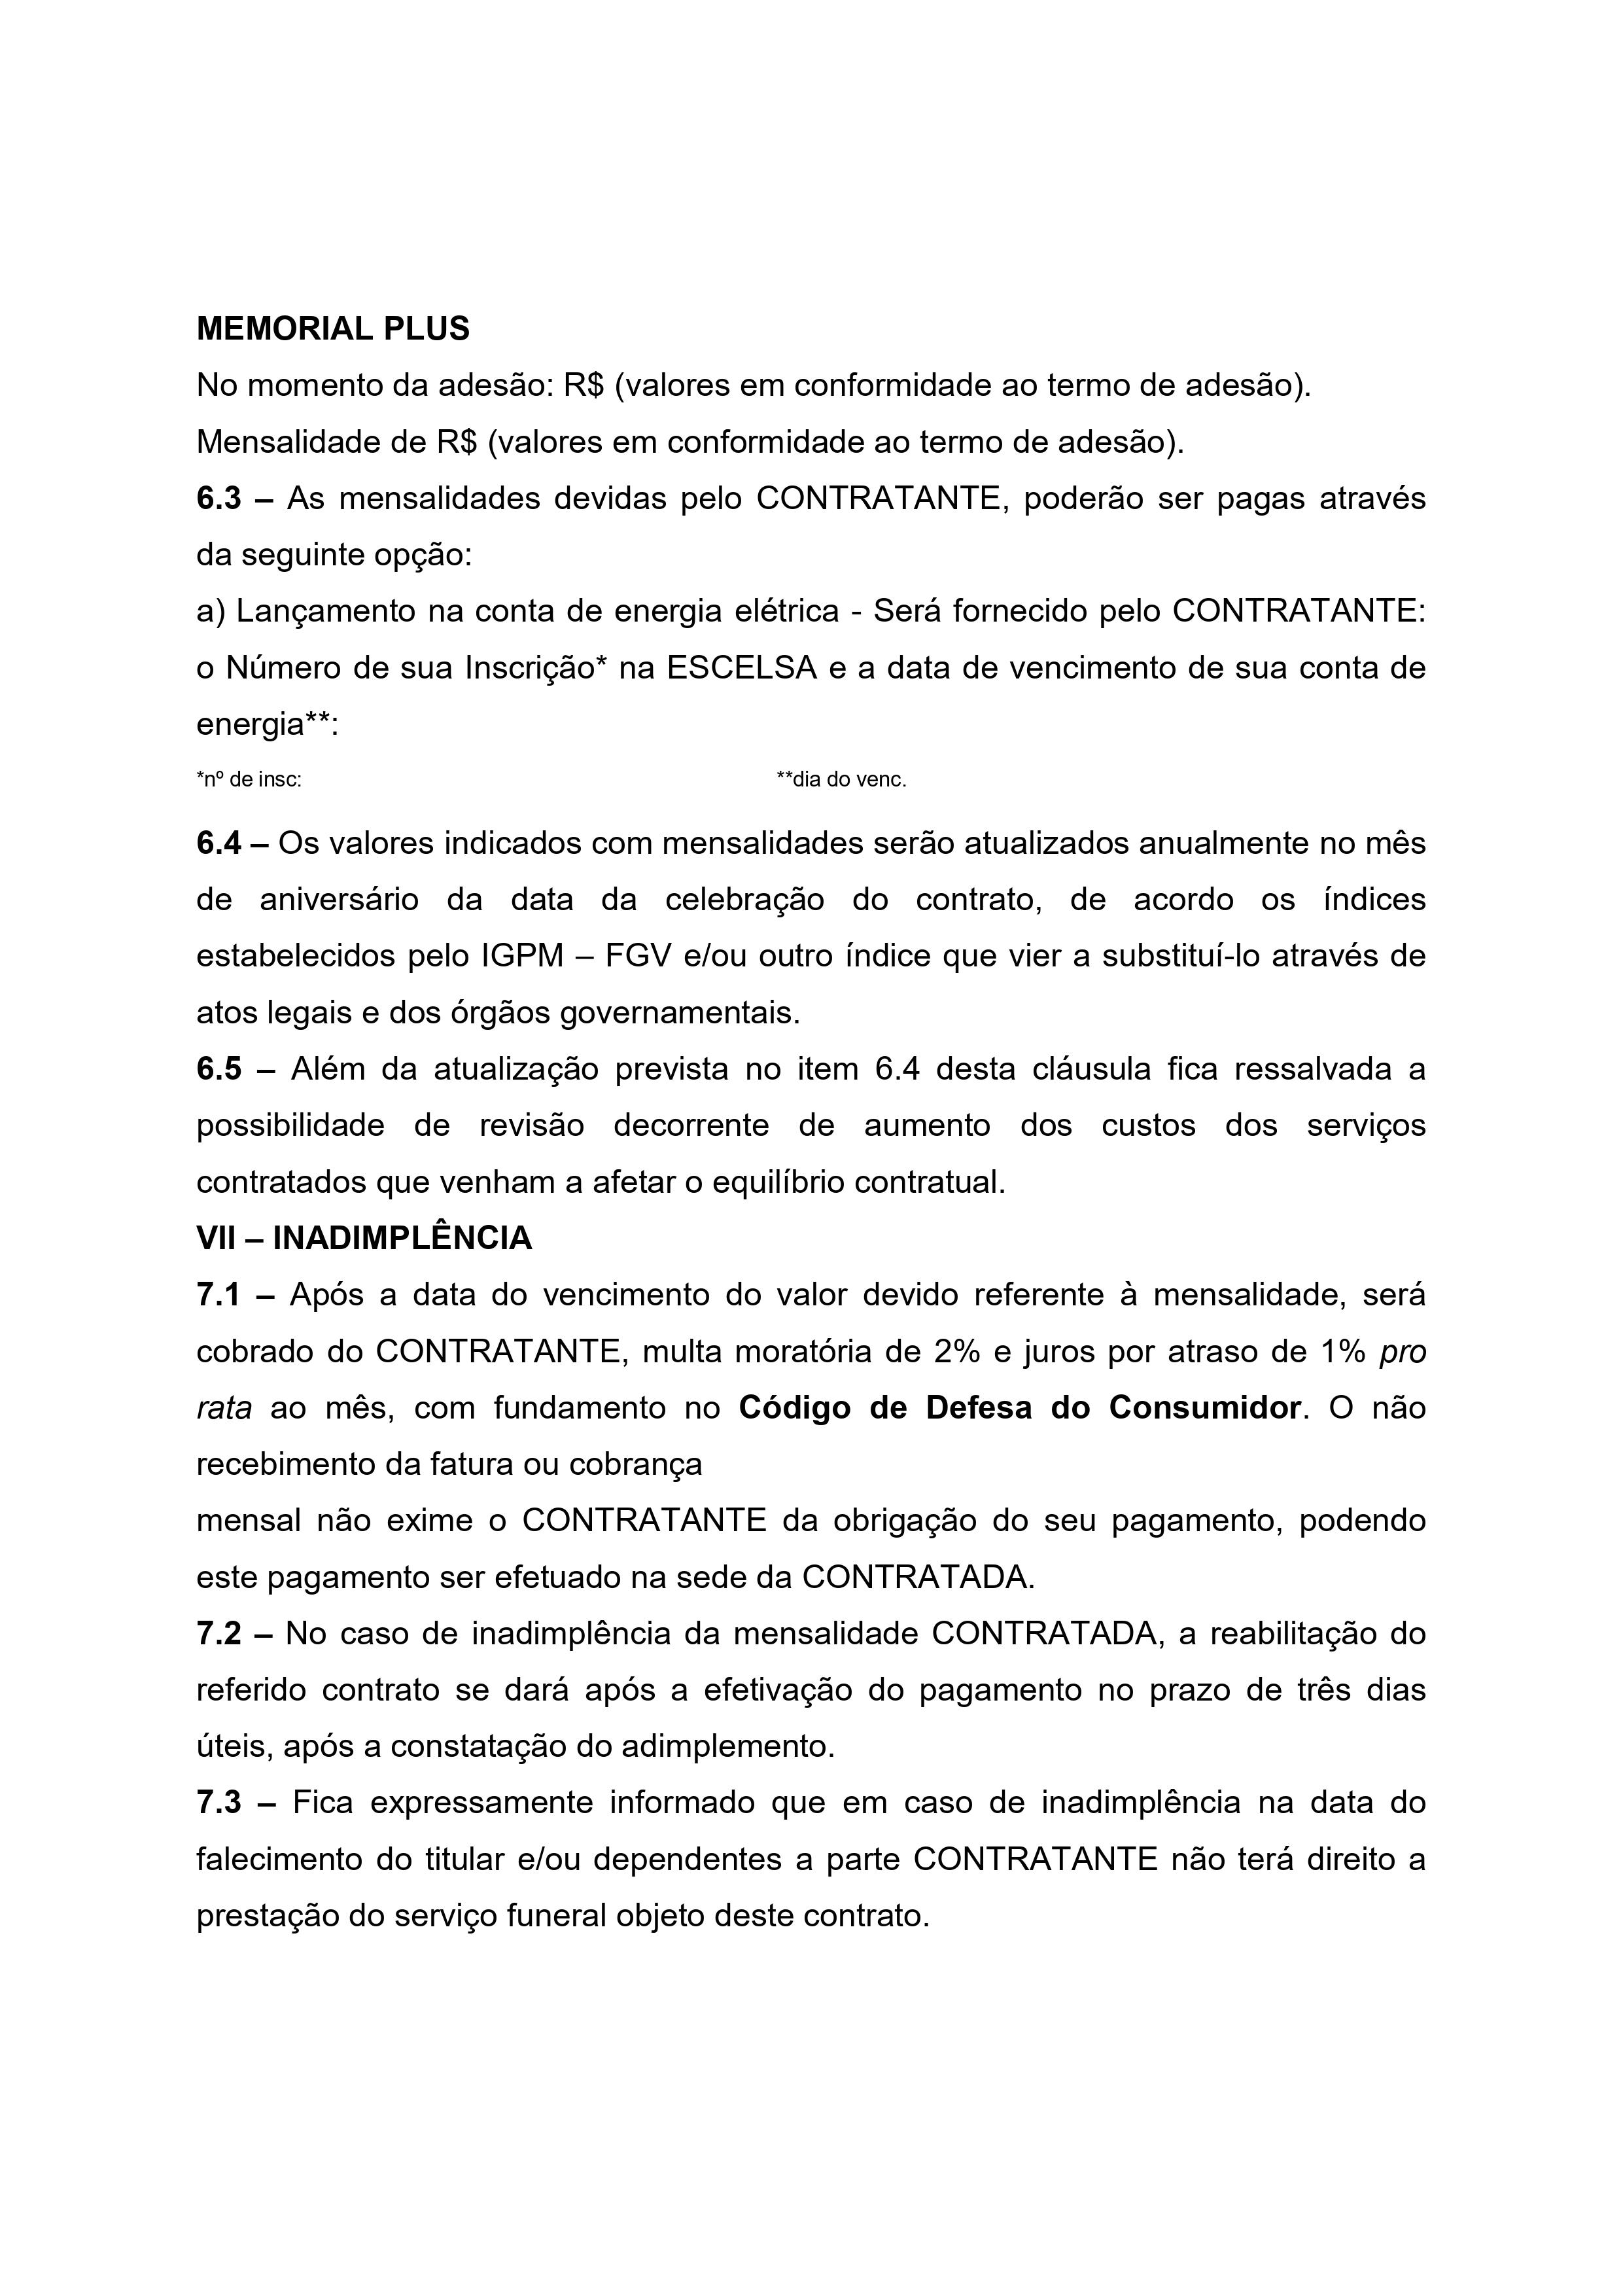 MEMORIAL PLUS
No momento da adesão: R$ (valores em conformidade ao termo de adesão).
Mensalidade de R$ (valores em conformidade ao termo de adesão).
6.3 – As mensalidades devidas pelo CONTRATANTE, poderão ser pagas através
da seguinte opção:
a) Lançamento na conta de energia elétrica - Será fornecido pelo CONTRATANTE:
o Número de sua Inscrição* na ESCELSA e a data de vencimento de sua conta de
energia**:
*nº de insc: **dia do venc.
6.4 – Os valores indicados com mensalidades serão atualizados anualmente no mês
de aniversário da data da celebração do contrato, de acordo os índices
estabelecidos pelo IGPM – FGV e/ou outro índice que vier a substituí-lo através de
atos legais e dos órgãos governamentais.
6.5 – Além da atualização prevista no item 6.4 desta cláusula fica ressalvada a
possibilidade de revisão decorrente de aumento dos custos dos serviços
contratados que venham a afetar o equilíbrio contratual.
VII – INADIMPLÊNCIA
7.1 – Após a data do vencimento do valor devido referente à mensalidade, será
cobrado do CONTRATANTE, multa moratória de 2% e juros por atraso de 1% pro
rata ao mês, com fundamento no Código de Defesa do Consumidor. O não
recebimento da fatura ou cobrança
mensal não exime o CONTRATANTE da obrigação do seu pagamento, podendo
este pagamento ser efetuado na sede da CONTRATADA.
7.2 – No caso de inadimplência da mensalidade CONTRATADA, a reabilitação do
referido contrato se dará após a efetivação do pagamento no prazo de três dias
úteis, após a constatação do adimplemento.
7.3 – Fica expressamente informado que em caso de inadimplência na data do
falecimento do titular e/ou dependentes a parte CONTRATANTE não terá direito a
prestação do serviço funeral objeto deste contrato.